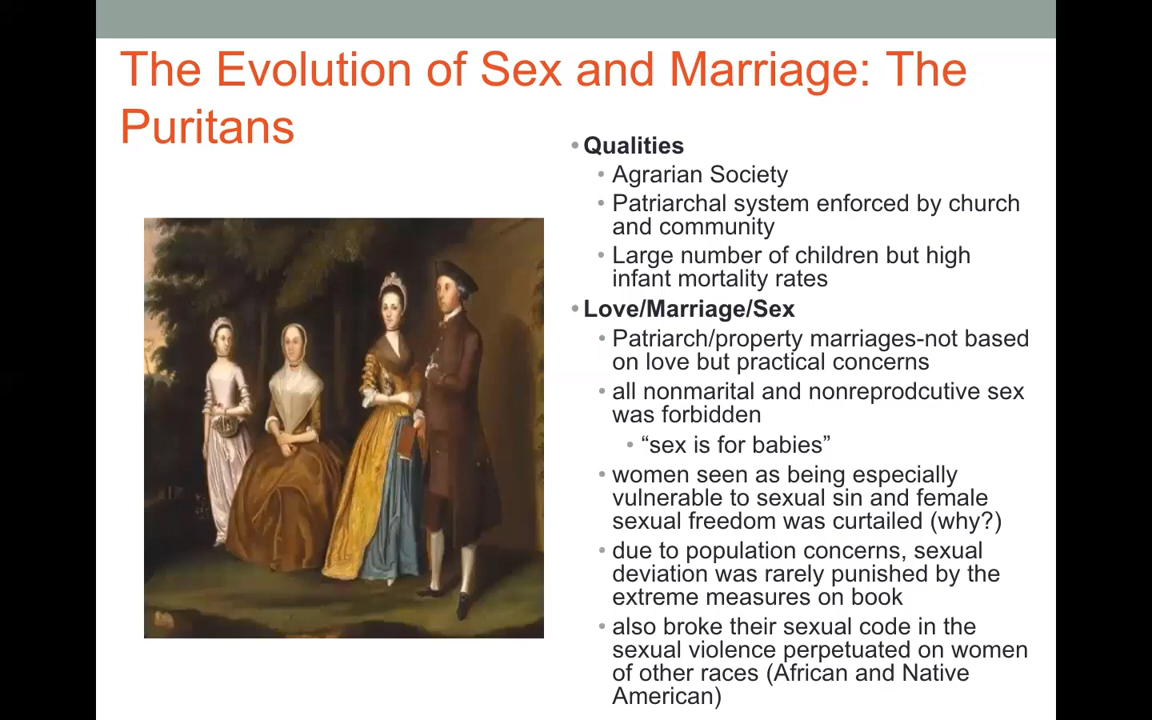 The Evolution of Sex and Marriage: The
Puritans
• Qualities
• Agrarian Society
• Patriarchal system enforced by church
and community
• Large number of children but high
infant mortality rates
• Love/Marriage/Sex
• Patriarch/property marriages-not based
on love but practical concerns
• all nonmarital and nonreprodcutive sex
was forbidden
• “sex is for babies”
• women seen as being especially
vulnerable to sexual sin and female
sexual freedom was curtailed (why?)
• due to population concerns, sexual
deviation was rarely punished by the
extreme measures on book
• also broke their sexual code in the
sexual violence perpetuated on women
of other races (African and Native
American)